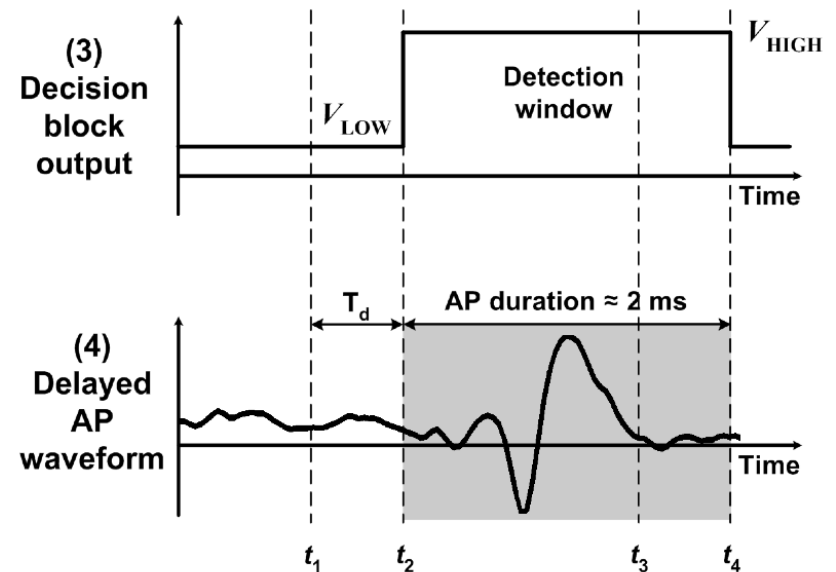 (3)
Decision
block
output
V_LOW
Detection
window
V_HIGH
Time
T_d
AP duration ≈ 2 ms
(4)
Delayed
AP
waveform
Time
t_1 t_2 t_3 t_4